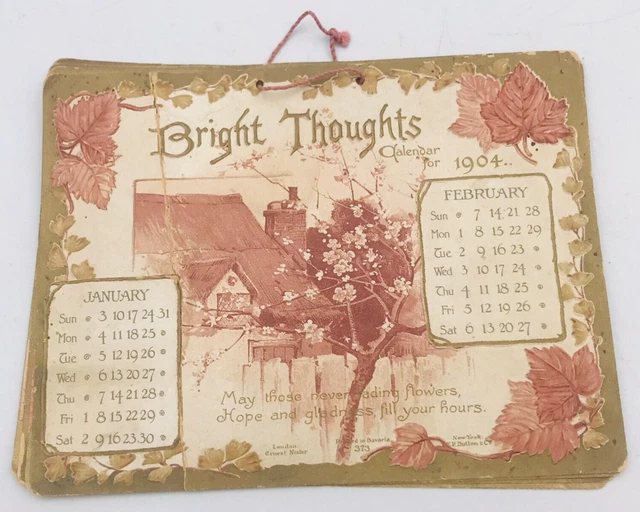 Bright Thoughts
Calendar
for 1904..
FEBRUARY
Sun 7 14 21 28
Mon 1 8 15 22 29
Tue 2 9 16 23
Wed 3 10 17 24
Thu 4 11 18 25
Fri 5 12 19 26
Sat 6 13 20 27
JANUARY
Sun 3 10 17 24 31
Mon 4 11 18 25
Tue 5 12 19 26
Wed 6 13 20 27
Thu 7 14 21 28
Fri 1 8 15 22 29
Sat 2 9 16 23 30
May those never fading flowers,
Hope and gladness, fill your hours.
London
Ernest Nister
Printed in Bavaria
373
New York
E.P. Dutton & Co